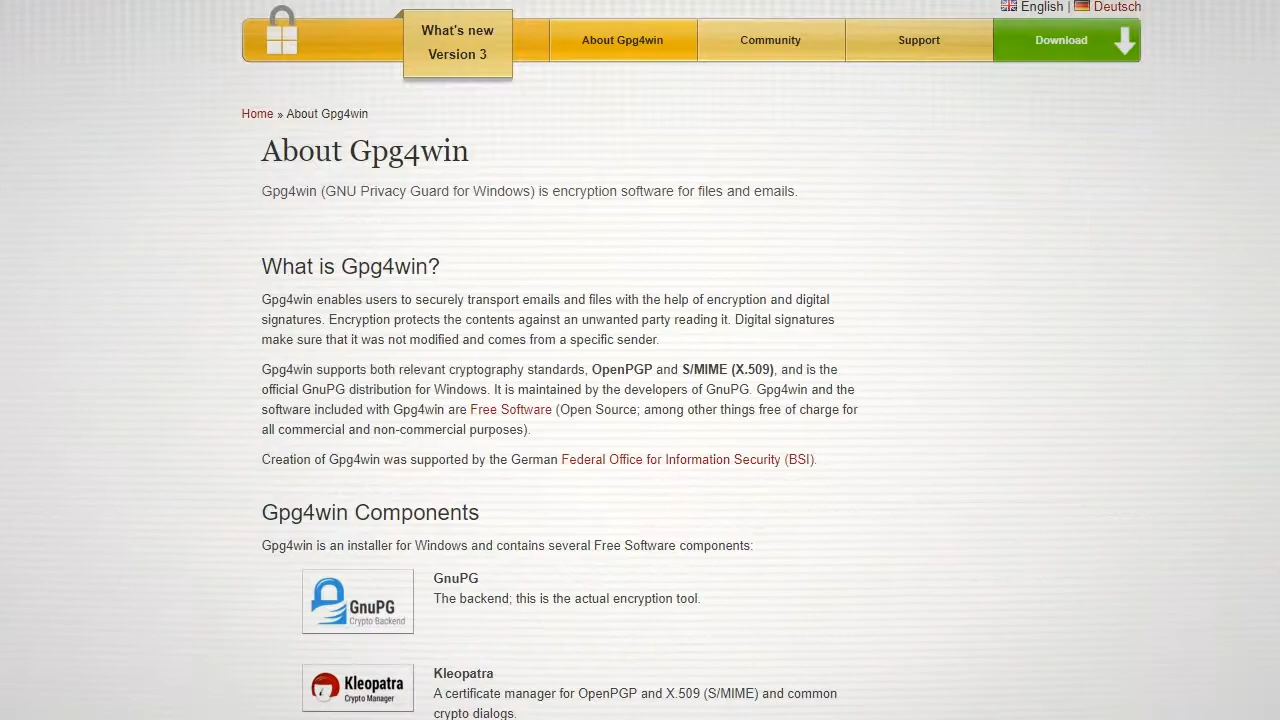 English | Deutsch
What's new
Version 3
About Gpg4win
Community
Support
Download
Home » About Gpg4win
About Gpg4win
Gpg4win (GNU Privacy Guard for Windows) is encryption software for files and emails.
What is Gpg4win?
Gpg4win enables users to securely transport emails and files with the help of encryption and digital
signatures. Encryption protects the contents against an unwanted party reading it. Digital signatures
make sure that it was not modified and comes from a specific sender.
Gpg4win supports both relevant cryptography standards, OpenPGP and S/MIME (X.509), and is the
official GnuPG distribution for Windows. It is maintained by the developers of GnuPG. Gpg4win and the
software included with Gpg4win are Free Software (Open Source; among other things free of charge for
all commercial and non-commercial purposes).
Creation of Gpg4win was supported by the German Federal Office for Information Security (BSI).
Gpg4win Components
Gpg4win is an installer for Windows and contains several Free Software components:
GnuPG
Crypto Backend
GnuPG
The backend; this is the actual encryption tool.
Kleopatra
Crypto Manager
Kleopatra
A certificate manager for OpenPGP and X.509 (S/MIME) and common
crypto dialogs.